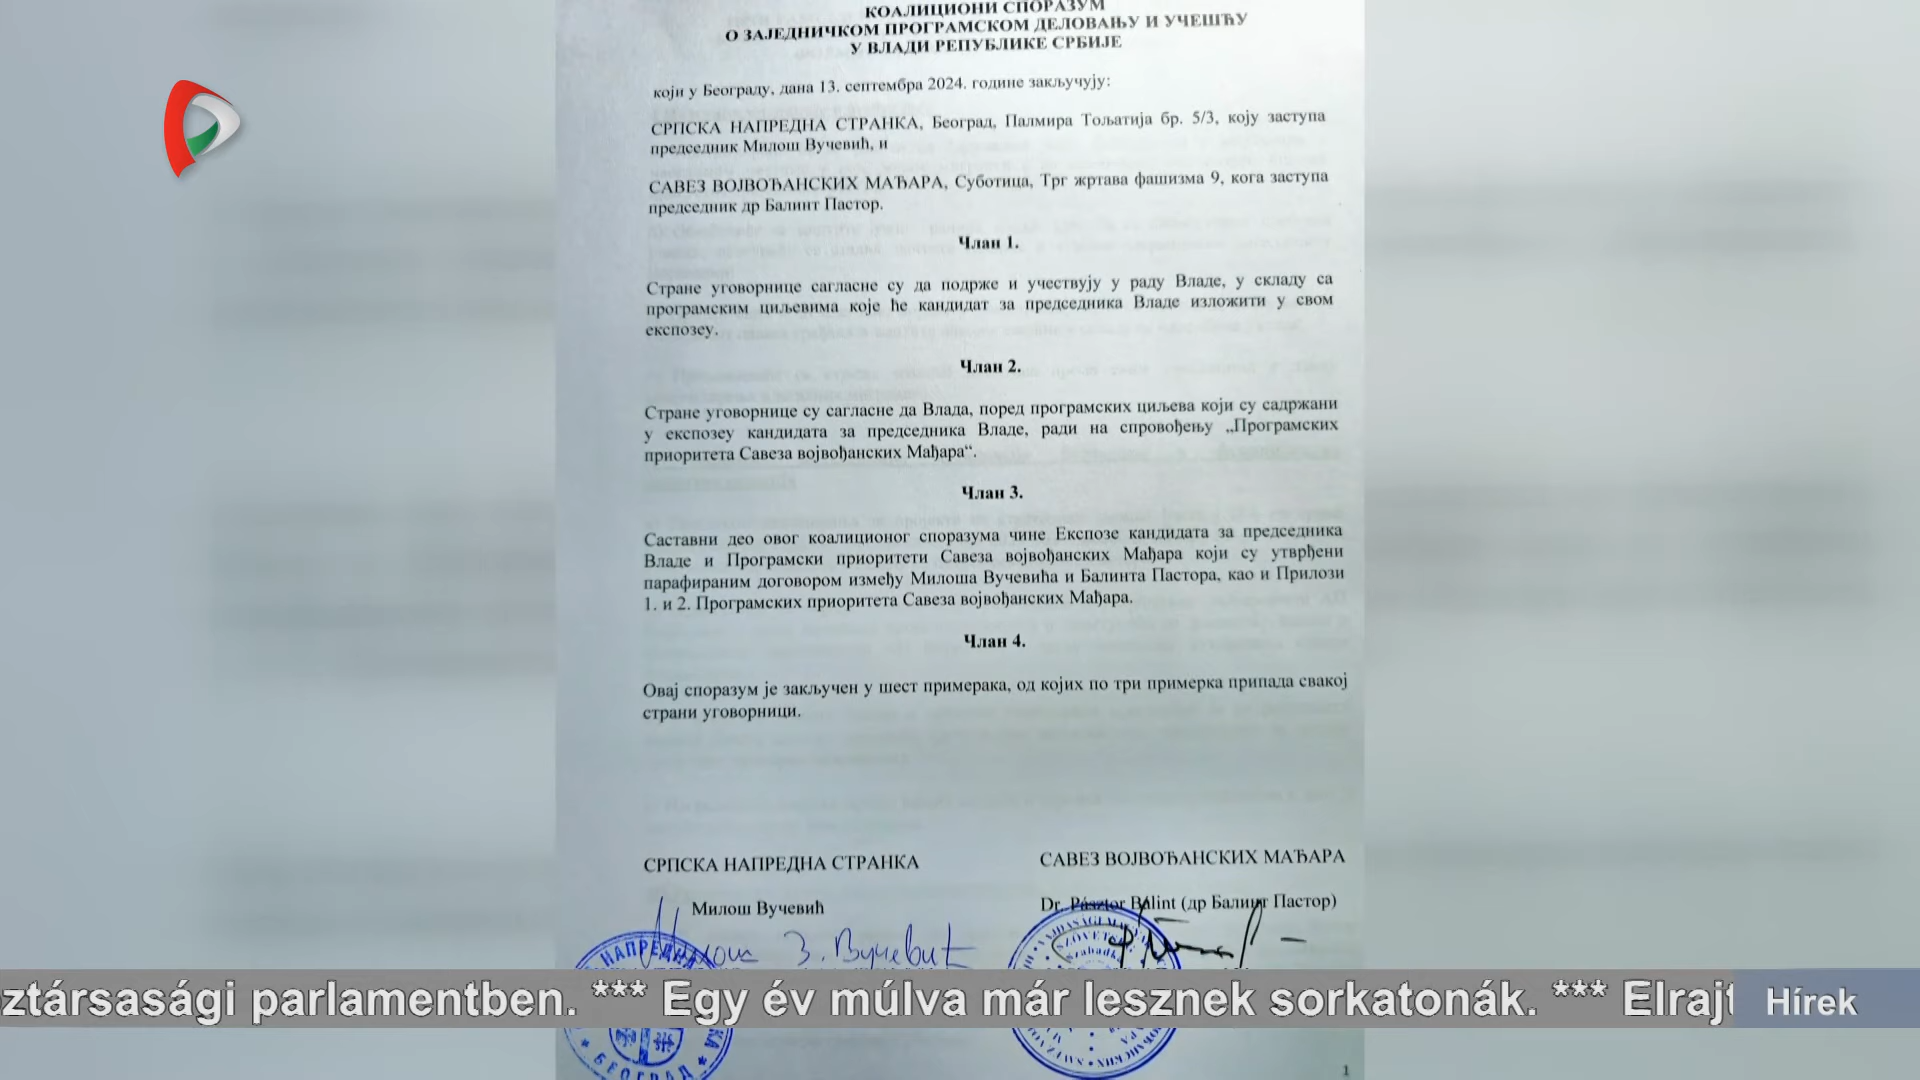 КОАЛИЦИОНИ СПОРАЗУМ
О ЗАЈЕДНИЧКОМ ПРОГРАМСКОМ ДЕЛОВАЊУ И УЧЕШЋУ
У ВЛАДИ РЕПУБЛИКЕ СРБИЈЕ
који у Београду, дана 13. септембра 2024. године закључују:
СРПСКА НАПРЕДНА СТРАНКА, Београд, Палмира Тољатија бр. 5/3, коју заступа
председник Милош Вучевић, и
САВЕЗ ВОЈВОЂАНСКИХ МАЂАРА, Суботица, Трг жртава фашизма 9, кога заступа
председник др Балинт Пастор.
Члан 1.
Стране уговорнице сагласне су да подрже и учествују у раду Владе, у складу са
програмским циљевима које ће кандидат за председника Владе изложити у свом
експозеу.
Члан 2.
Стране уговорнице су сагласне да Влада, поред програмских циљева који су садржани
у експозеу кандидата за председника Владе, ради на спровођењу „Програмских
приоритета Савеза војвођанских Мађара“.
Члан 3.
Саставни део овог коалиционог споразума чине Експозе кандидата за председника
Владе и Програмски приоритети Савеза војвођанских Мађара који су утврђени
парафираним договором између Милоша Вучевића и Балинта Пастора, као и Прилози
1. и 2. Програмских приоритета Савеза војвођанских Мађара.
Члан 4.
Овај споразум је закључен у шест примерака, од којих по три примерка припада свакој
страни уговорници.
СРПСКА НАПРЕДНА СТРАНКА
САВЕЗ ВОЈВОЂАНСКИХ МАЂАРА
Милош Вучевић
Dr. Pásztor Bálint (др Балинт Пастор)
Милош З. Вучевић
НАПРЕДНА
БЕОГРАД
SZÖVETSÉG
Szabadka
ztársasági parlamentben. *** Egy év múlva már lesznek sorkatonák. *** Elrajt
Hírek
1